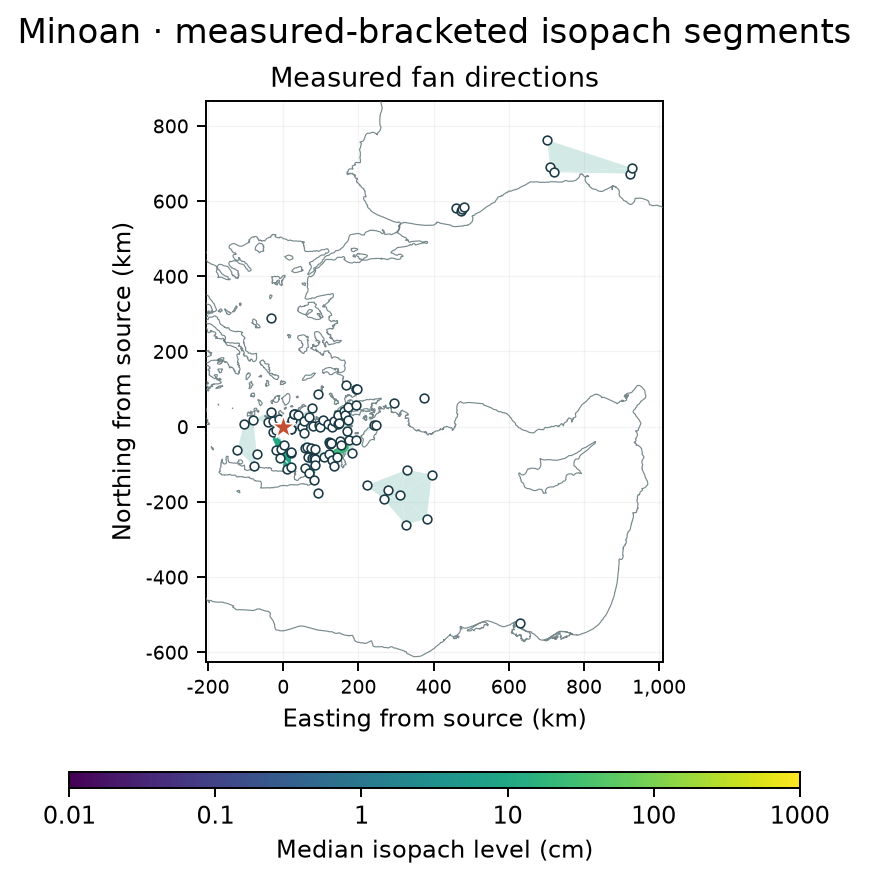 Minoan · measured-bracketed isopach segments
Measured fan directions
800
600
400
200
0
-200
-400
-600
Northing from source (km)
-200 0 200 400 600 800 1,000
Easting from source (km)
0.01 0.1 1 10 100 1000
Median isopach level (cm)